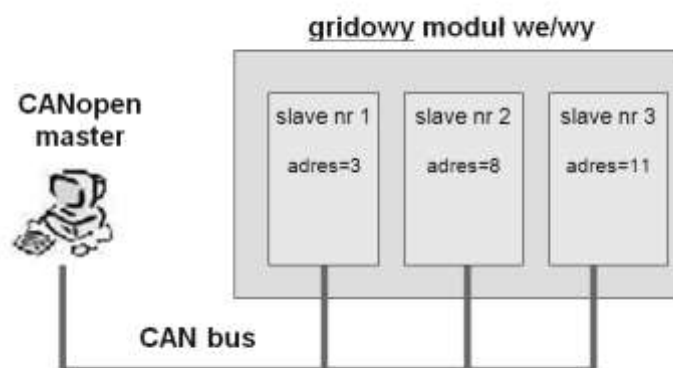 gridowy moduł we/wy
CANopen
master
slave nr 1
adres=3
slave nr 2
adres=8
slave nr 3
adres=11
CAN bus